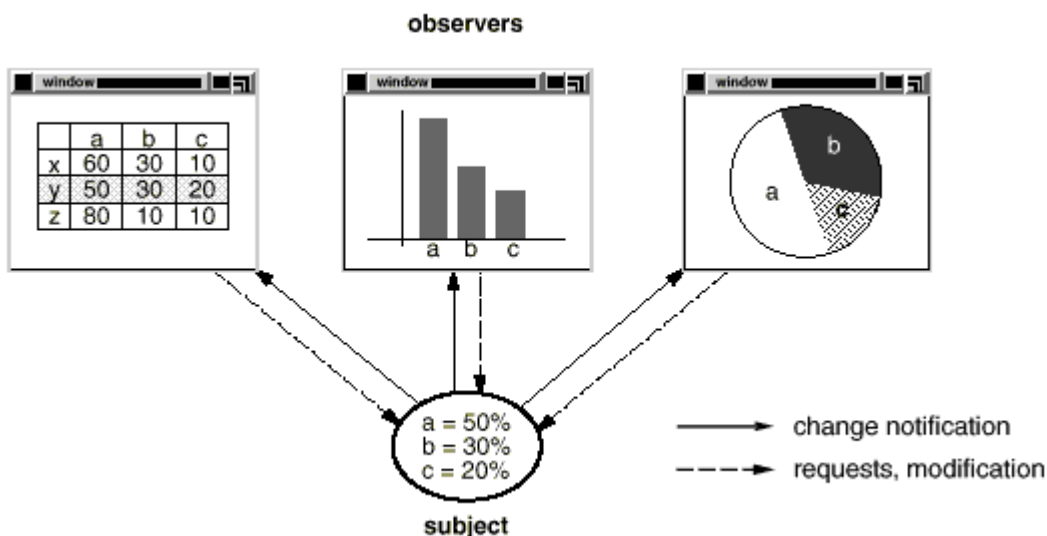 observers
window
window
window
a b c
x 60 30 10
y 50 30 20
z 80 10 10
a b c
a
b
c
a = 50%
b = 30%
c = 20%
subject
change notification
requests, modification